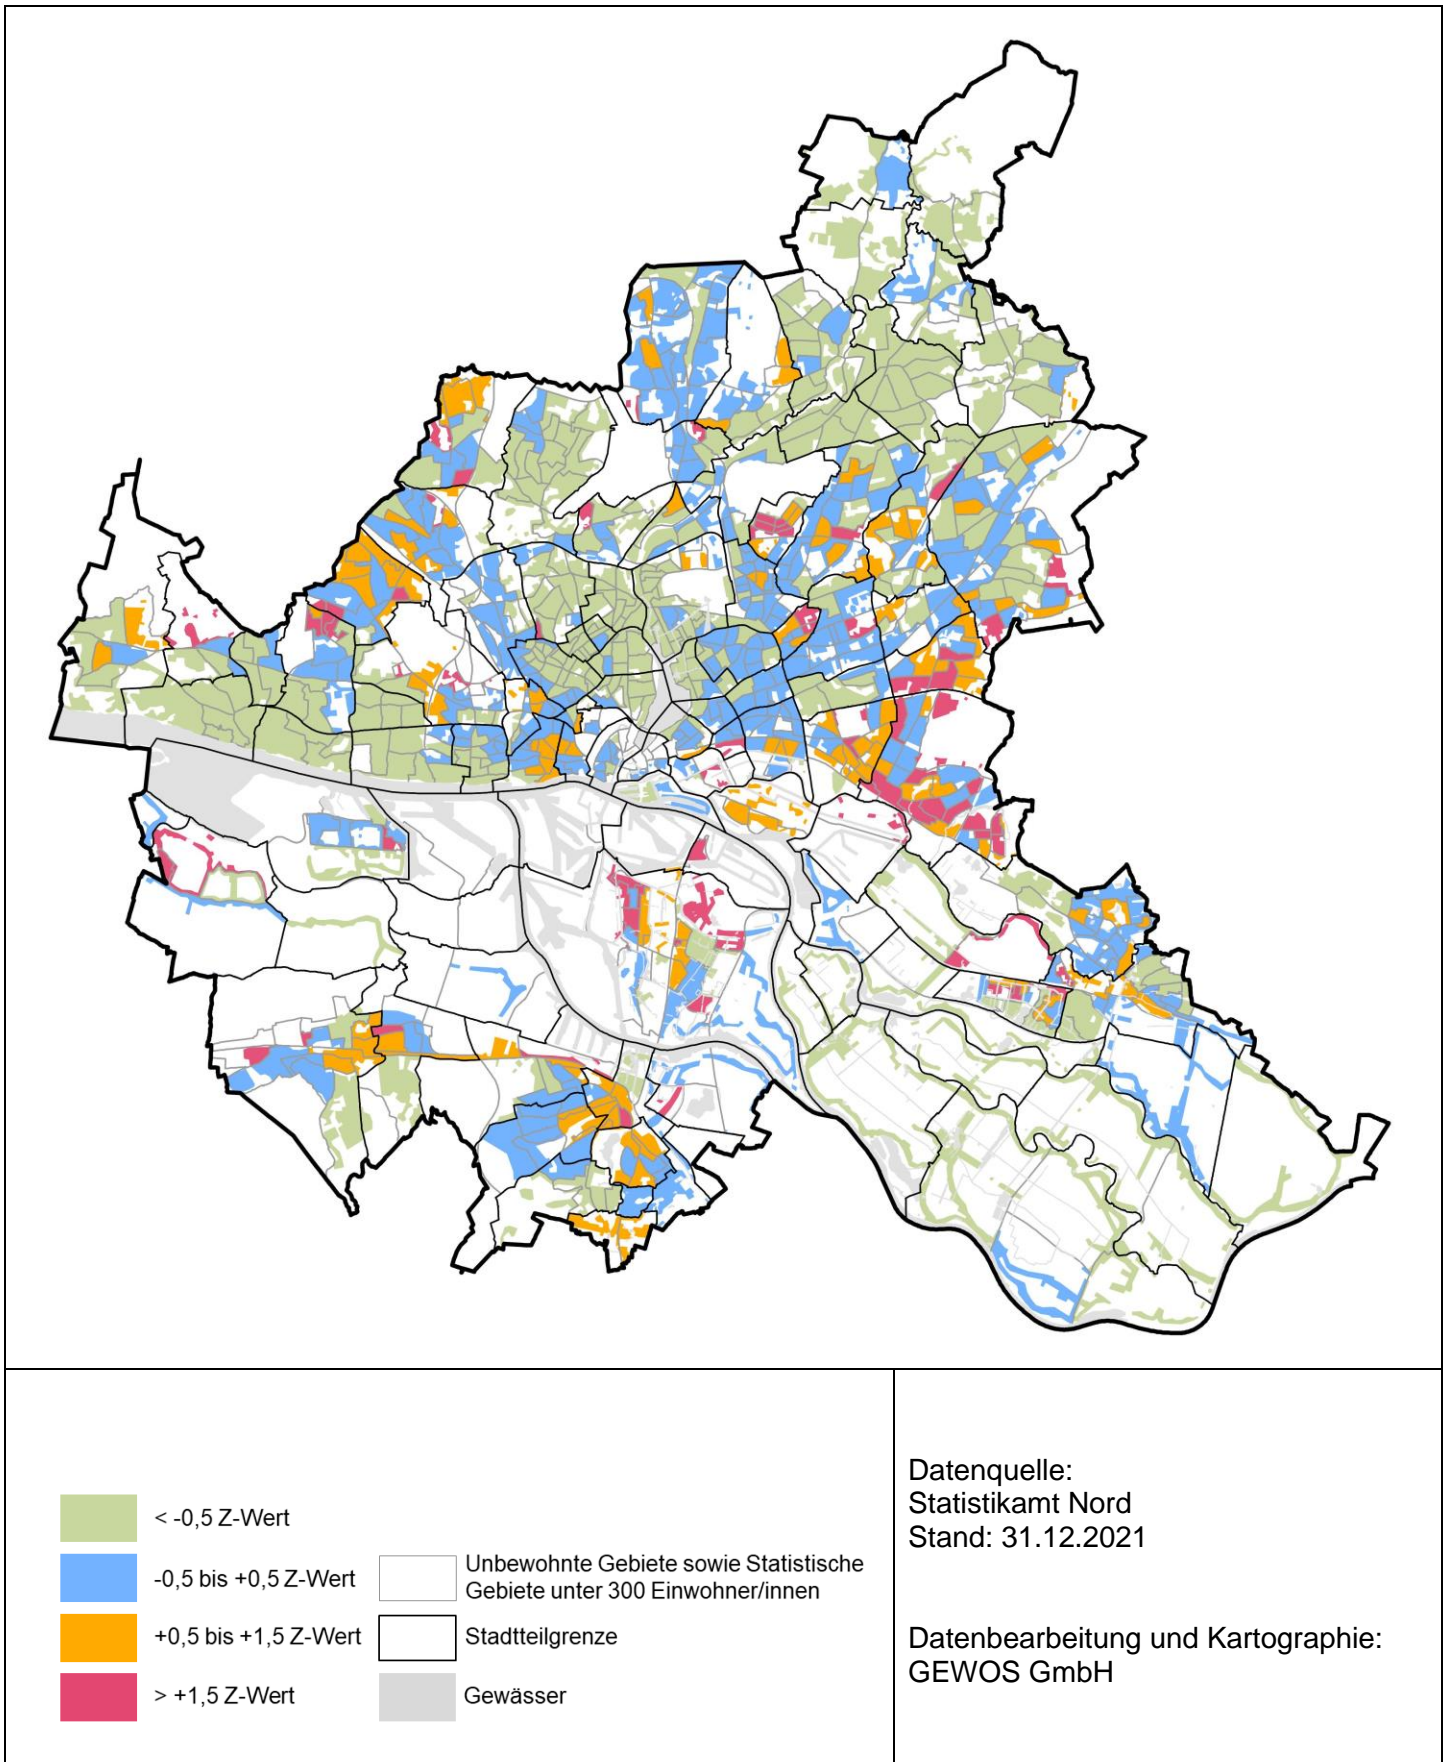 < -0,5 Z-Wert
-0,5 bis +0,5 Z-Wert
+0,5 bis +1,5 Z-Wert
> +1,5 Z-Wert
Unbewohnte Gebiete sowie Statistische
Gebiete unter 300 Einwohner/innen
Stadtteilgrenze
Gewässer
Datenquelle:
Statistikamt Nord
Stand: 31.12.2021
Datenbearbeitung und Kartographie:
GEWOS GmbH